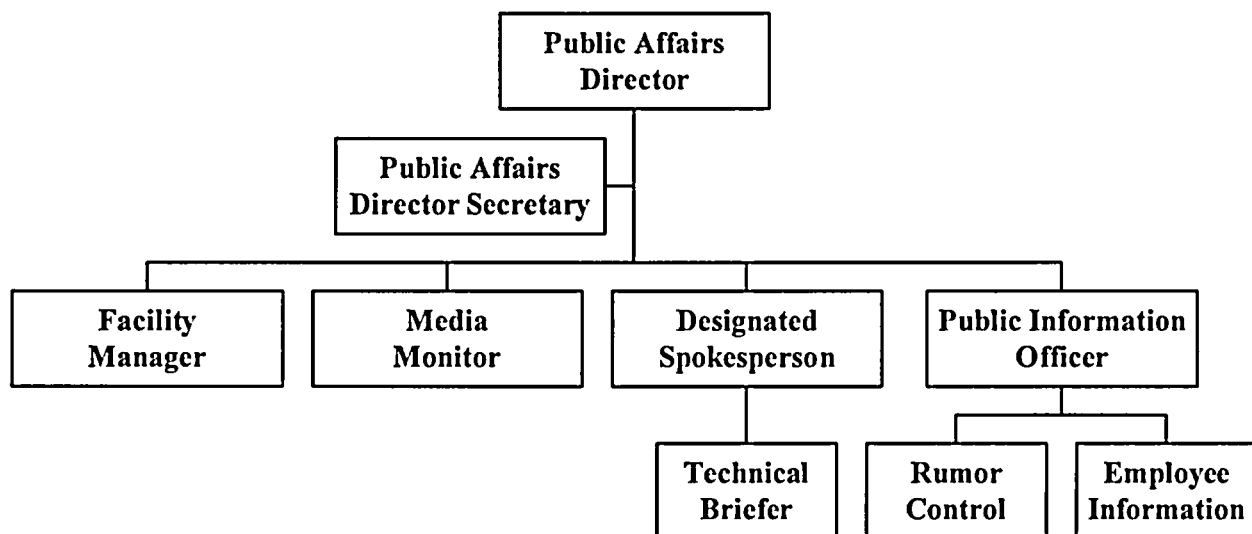 Public Affairs
Director
Public Affairs
Director Secretary
Facility
Manager
Media
Monitor
Designated
Spokesperson
Public Information
Officer
Technical
Briefer
Rumor
Control
Employee
Information